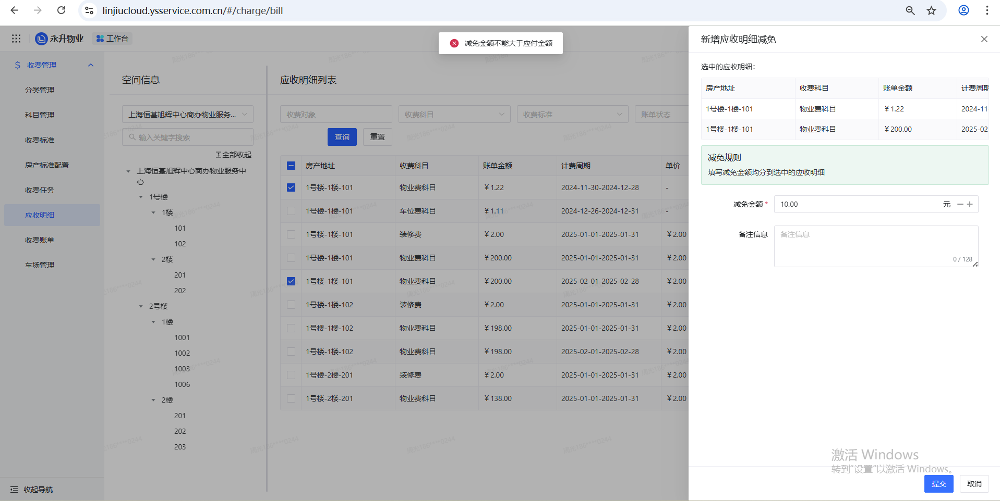 linjiucloud.ysservice.com.cn/#/charge/bill
永升物业
工作台
减免金额不能大于应付金额
收费管理
分类管理
科目管理
收费标准
房产标准配置
收费任务
应收明细
收费账单
车场管理
收起导航
空间信息
上海恒基旭辉中心商办物业服务...
输入关键字搜索
全部收起
上海恒基旭辉中心商办物业服务中
心
1号楼
1楼
101
102
2楼
201
202
2号楼
1楼
1001
1002
1003
1006
2楼
201
202
203
应收明细列表
收费对象 收费科目 收费标准 账单状态
查询 重置
房产地址 收费科目 账单金额 计费周期 单价
1号楼-1楼-101 物业费科目 ¥1.22 2024-11-30-2024-12-28 -
1号楼-1楼-101 车位费科目 ¥1.11 2024-12-26-2024-12-31 -
1号楼-1楼-101 装修费 ¥2.00 2025-01-01-2025-01-31 ¥2.00
1号楼-1楼-101 物业费科目 ¥200.00 2025-01-01-2025-01-31 ¥2.00
1号楼-1楼-101 物业费科目 ¥200.00 2025-02-01-2025-02-28 ¥2.00
1号楼-1楼-102 装修费 ¥2.00 2025-01-01-2025-01-31 ¥2.00
1号楼-1楼-102 物业费科目 ¥198.00 2025-01-01-2025-01-31 ¥2.00
1号楼-1楼-102 物业费科目 ¥198.00 2025-02-01-2025-02-28 ¥2.00
1号楼-2楼-201 装修费 ¥2.00 2025-01-01-2025-01-31 ¥2.00
1号楼-2楼-201 物业费科目 ¥138.00 2025-01-01-2025-01-31 ¥2.00
新增应收明细减免
选中的应收明细：
房产地址 收费科目 账单金额 计费周期
1号楼-1楼-101 物业费科目 ¥1.22 2024-11
1号楼-1楼-101 物业费科目 ¥200.00 2025-02
减免规则
填写减免金额均分到选中的应收明细
减免金额 * 10.00 元
备注信息 备注信息
0 / 128
激活 Windows
转到"设置"以激活 Windows。
提交 取消